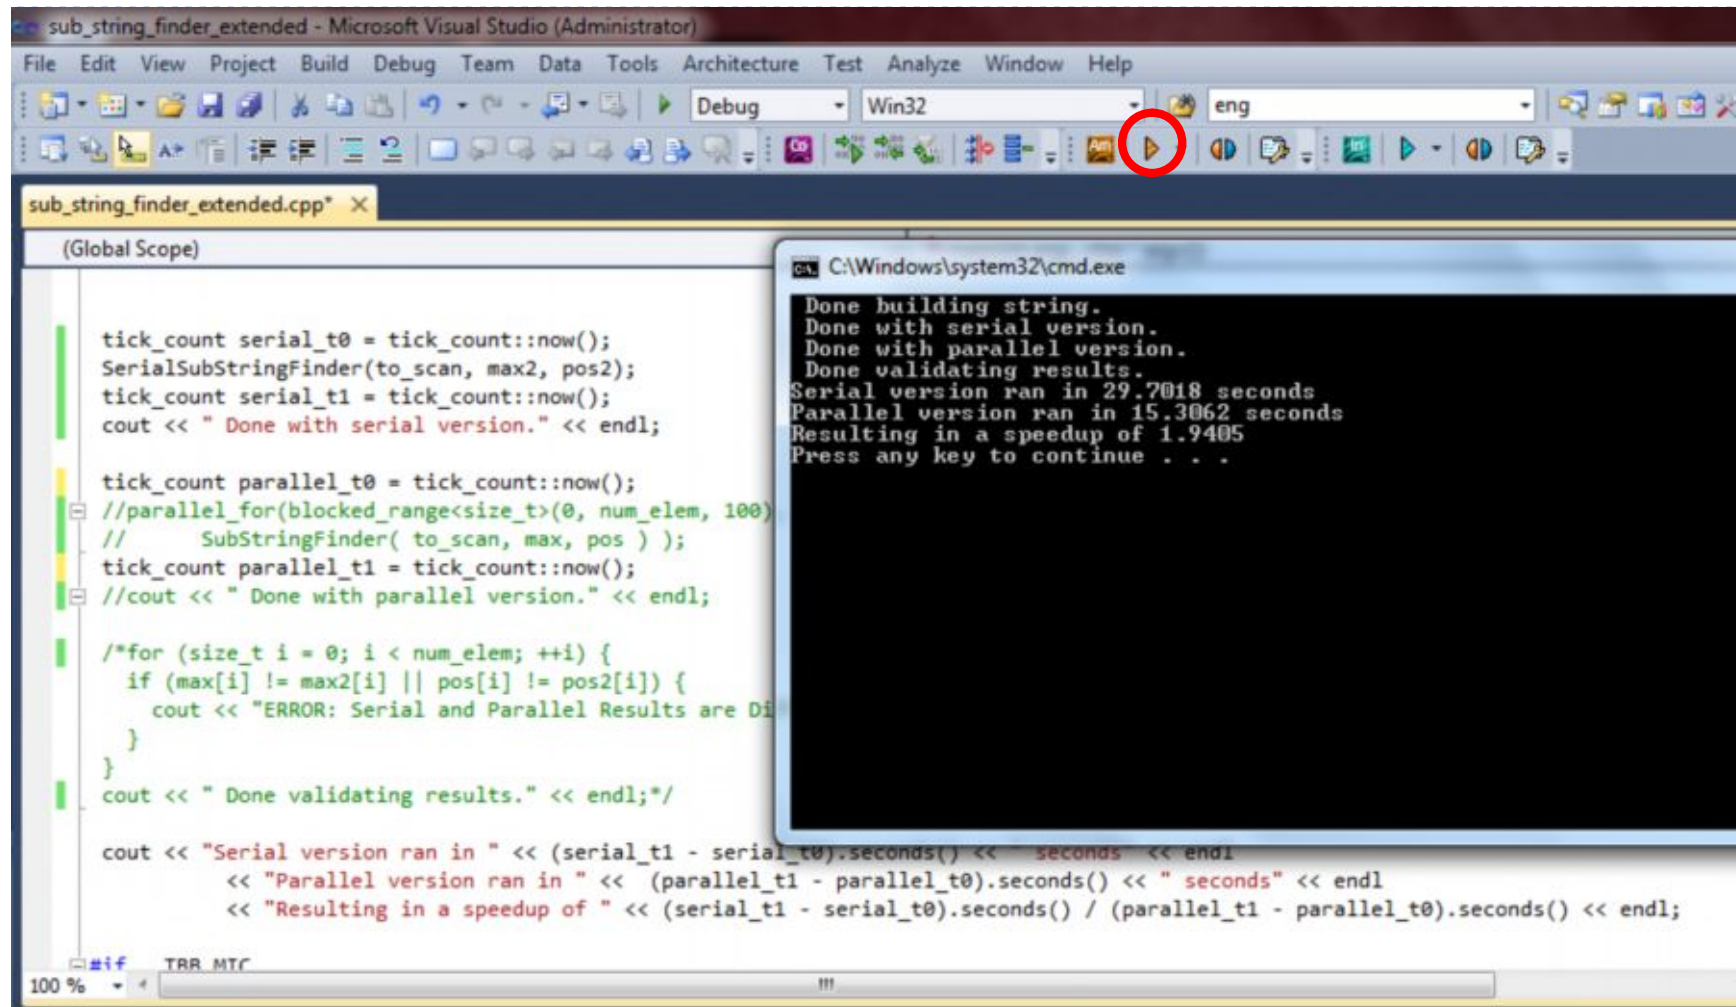 sub_string_finder_extended - Microsoft Visual Studio (Administrator)
File Edit View Project Build Debug Team Data Tools Architecture Test Analyze Window Help
Debug Win32 eng
Co Am In
sub_string_finder_extended.cpp* ×
(Global Scope)
C:\Windows\system32\cmd.exe
Done building string.
Done with serial version.
Done with parallel version.
Done validating results.
Serial version ran in 29.7018 seconds
Parallel version ran in 15.3062 seconds
Resulting in a speedup of 1.9405
Press any key to continue . . .
tick_count serial_t0 = tick_count::now();
SerialSubStringFinder(to_scan, max2, pos2);
tick_count serial_t1 = tick_count::now();
cout << " Done with serial version." << endl;
tick_count parallel_t0 = tick_count::now();
//parallel_for(blocked_range<size_t>(0, num_elem, 100)
// SubStringFinder( to_scan, max, pos ) );
tick_count parallel_t1 = tick_count::now();
//cout << " Done with parallel version." << endl;
/*for (size_t i = 0; i < num_elem; ++i) {
if (max[i] != max2[i] || pos[i] != pos2[i]) {
cout << "ERROR: Serial and Parallel Results are Di
}
}
cout << " Done validating results." << endl;*/
cout << "Serial version ran in " << (serial_t1 - serial_t0).seconds() << " seconds" << endl
<< "Parallel version ran in " << (parallel_t1 - parallel_t0).seconds() << " seconds" << endl
<< "Resulting in a speedup of " << (serial_t1 - serial_t0).seconds() / (parallel_t1 - parallel_t0).seconds() << endl;
#if TBB MIC
100 %